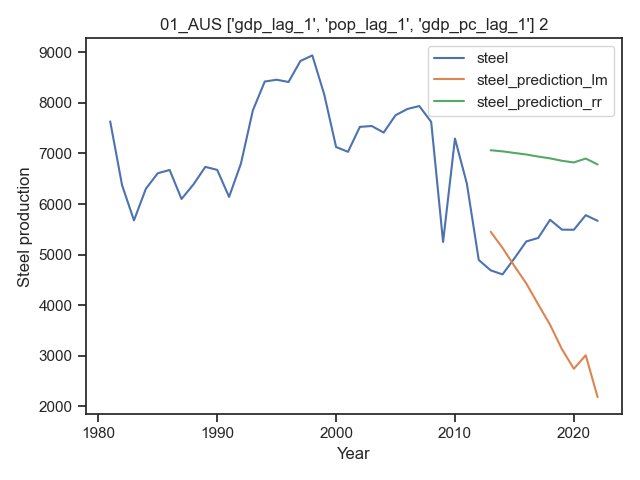 01_AUS ['gdp_lag_1', 'pop_lag_1', 'gdp_pc_lag_1'] 2
steel
steel_prediction_lm
steel_prediction_rr
Steel production
9000
8000
7000
6000
5000
4000
3000
2000
1980 1990 2000 2010 2020
Year